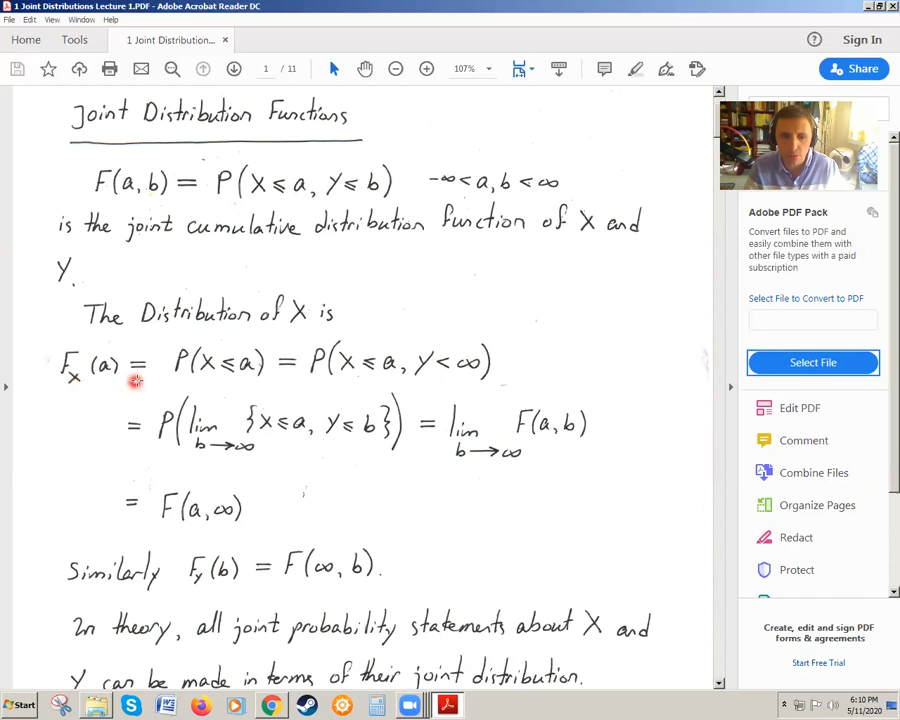 1 Joint Distributions Lecture 1.PDF - Adobe Acrobat Reader DC
File Edit View Window Help
Home Tools 1 Joint Distribution... × Sign In
1 / 11 107% Share
Joint Distribution Functions
F(a,b) = P(X ≤ a, Y ≤ b) -∞ < a, b < ∞
is the joint cumulative distribution function of X and
Y.
The Distribution of X is
F_X (a) = P(X ≤ a) = P(X ≤ a, Y < ∞)
= P(lim_{b→∞} {X ≤ a, Y ≤ b}) = lim_{b→∞} F(a,b)
= F(a,∞)
Similarly F_Y(b) = F(∞, b).
In theory, all joint probability statements about X and
Y can be made in terms of their joint distribution.
Adobe PDF Pack
Convert files to PDF and
easily combine them with
other file types with a paid
subscription
Select File to Convert to PDF
Select File
Edit PDF
Comment
Combine Files
Organize Pages
Redact
Protect
Create, edit and sign PDF
forms & agreements
Start Free Trial
Start
6:10 PM
5/11/2020